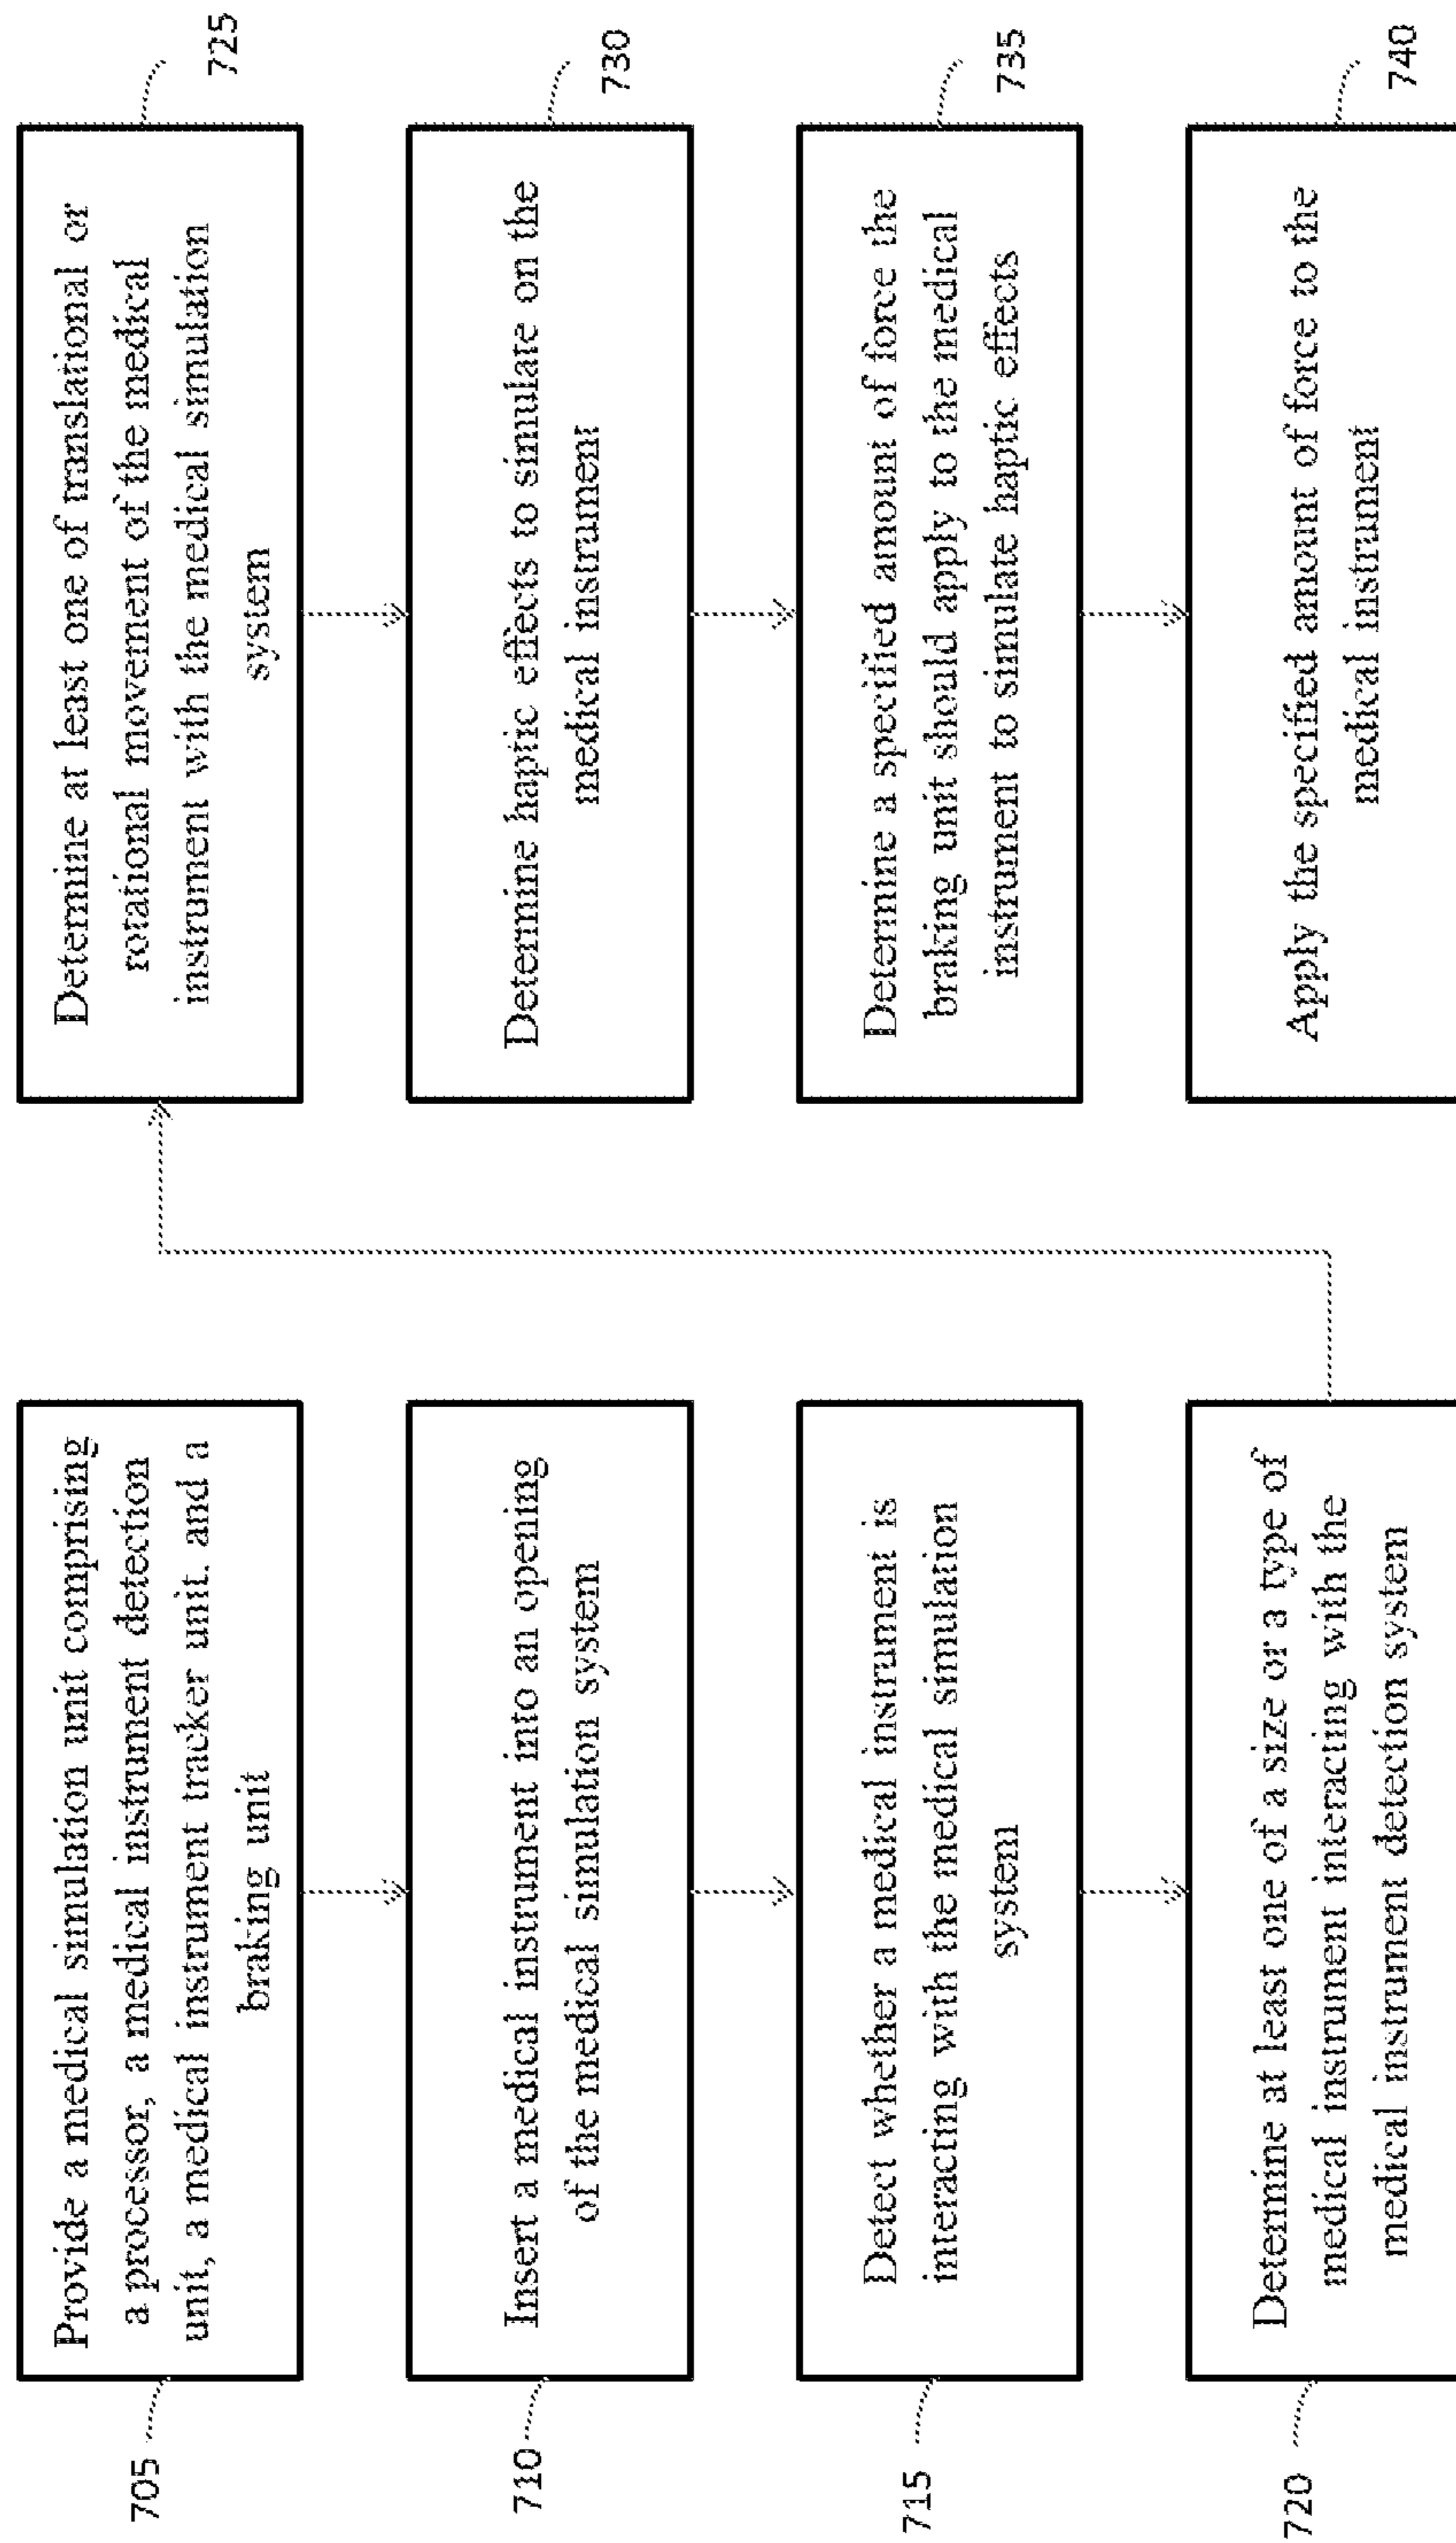 705
Provide a medical simulation unit comprising
a processor, a medical instrument detection
unit, a medical instrument tracker unit, and a
braking unit
710
Insert a medical instrument into an opening
of the medical simulation system
715
Detect whether a medical instrument is
interacting with the medical simulation
system
720
Determine at least one of a size or a type of
medical instrument interacting with the
medical instrument detection system
725
Determine at least one of translational or
rotational movement of the medical
instrument with the medical simulation
system
730
Determine haptic effects to simulate on the
medical instrument
735
Determine a specified amount of force the
braking unit should apply to the medical
instrument to simulate haptic effects
740
Apply the specified amount of force to the
medical instrument